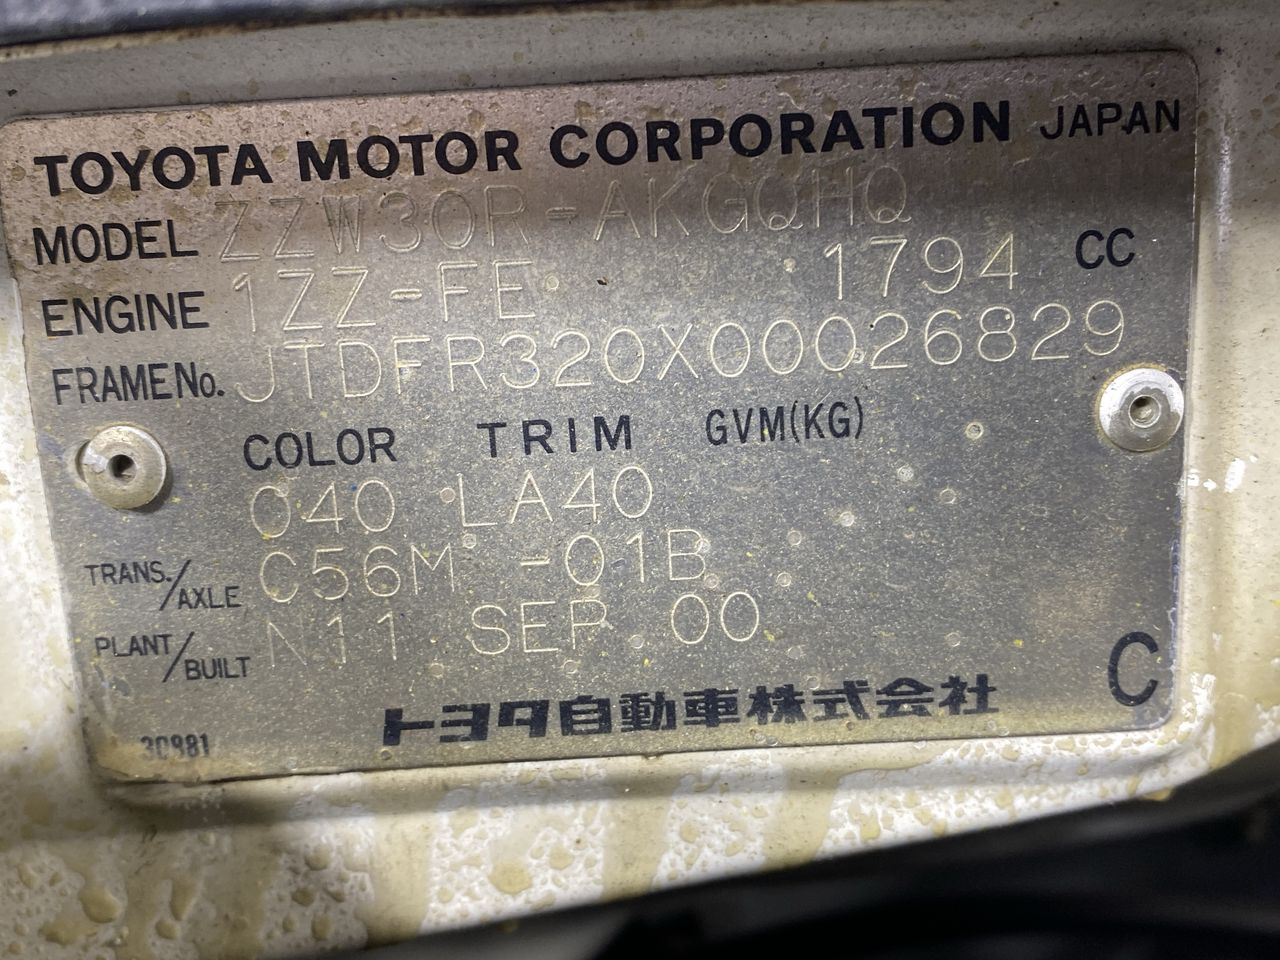 TOYOTA MOTOR CORPORATION JAPAN
MODEL ZZW30R-AKGQHQ
ENGINE 1ZZ-FE 1794 CC
FRAME No. JTDFR320X00026829
COLOR TRIM GVM(KG)
040 LA40
TRANS./AXLE C56M -01B
PLANT/BUILT N11 SEP 00
C
トヨタ自動車株式会社
30981